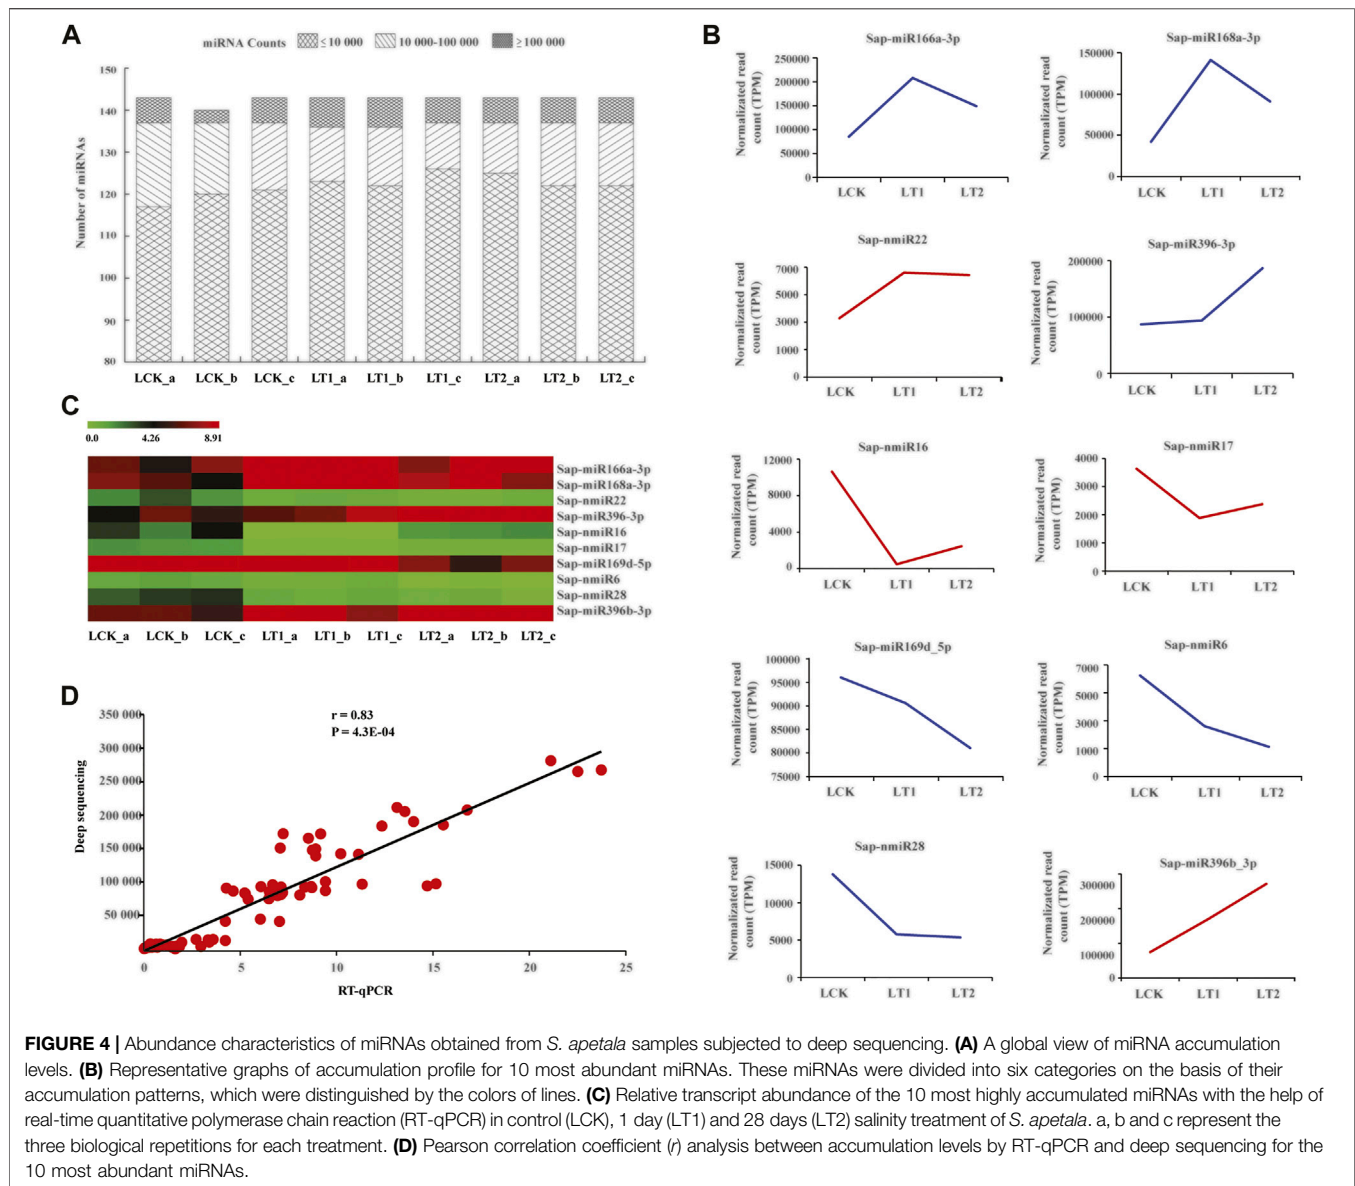 A
miRNA Counts ≤ 10 000 10 000-100 000 ≥ 100 000
Number of miRNAs
150
140
130
120
110
100
90
80
LCK_a LCK_b LCK_c LT1_a LT1_b LT1_c LT2_a LT2_b LT2_c
B
Sap-miR166a-3p
Normalizated read
count (TPM)
250000
200000
150000
100000
50000
0
LCK LT1 LT2
Sap-miR168a-3p
Normalizated read
count (TPM)
150000
100000
50000
0
LCK LT1 LT2
Sap-nmiR22
Normalizated read
count (TPM)
7000
5000
3000
1000
0
LCK LT1 LT2
Sap-miR396-3p
Normalizated read
count (TPM)
200000
100000
0
LCK LT1 LT2
Sap-nmiR16
Normalizated read
count (TPM)
12000
8000
4000
0
LCK LT1 LT2
Sap-nmiR17
Normalizated read
count (TPM)
4000
3000
2000
1000
0
LCK LT1 LT2
Sap-miR169d_5p
Normalizated read
count (TPM)
100000
95000
90000
85000
80000
75000
LCK LT1 LT2
Sap-nmiR6
Normalizated read
count (TPM)
7000
5000
3000
1000
0
LCK LT1 LT2
Sap-nmiR28
Normalizated read
count (TPM)
15000
10000
5000
0
LCK LT1 LT2
Sap-miR396b_3p
Normalizated read
count (TPM)
300000
200000
100000
0
LCK LT1 LT2
C
0.0 4.26 8.91
Sap-miR166a-3p
Sap-miR168a-3p
Sap-nmiR22
Sap-miR396-3p
Sap-nmiR16
Sap-nmiR17
Sap-miR169d-5p
Sap-nmiR6
Sap-nmiR28
Sap-miR396b-3p
LCK_a LCK_b LCK_c LT1_a LT1_b LT1_c LT2_a LT2_b LT2_c
D
r = 0.83
P = 4.3E-04
Deep sequencing
350 000
300 000
250 000
200 000
150 000
100 000
50 000
0 5 10 15 20 25
RT-qPCR
FIGURE 4 | Abundance characteristics of miRNAs obtained from S. apetala samples subjected to deep sequencing. (A) A global view of miRNA accumulation
levels. (B) Representative graphs of accumulation profile for 10 most abundant miRNAs. These miRNAs were divided into six categories on the basis of their
accumulation patterns, which were distinguished by the colors of lines. (C) Relative transcript abundance of the 10 most highly accumulated miRNAs with the help of
real-time quantitative polymerase chain reaction (RT-qPCR) in control (LCK), 1 day (LT1) and 28 days (LT2) salinity treatment of S. apetala. a, b and c represent the
three biological repetitions for each treatment. (D) Pearson correlation coefficient (r) analysis between accumulation levels by RT-qPCR and deep sequencing for the
10 most abundant miRNAs.